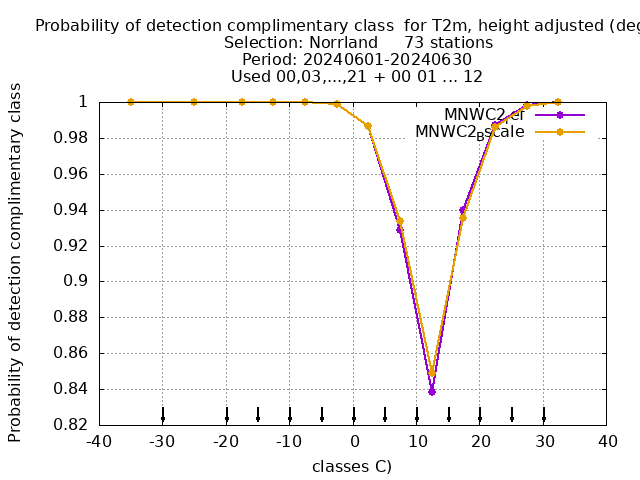 Probability of detection complimentary class  for T2m, height adjusted (deg
Selection: Norrland     73 stations
Period: 20240601-20240630
Used 00,03,...,21 + 00 01 ... 12
Probability of detection complimentary class
1
0.98
0.96
0.94
0.92
0.9
0.88
0.86
0.84
0.82
MNWC2
MNWC2Bscale
-40
-30
-20
-10
0
10
20
30
40
classes C)